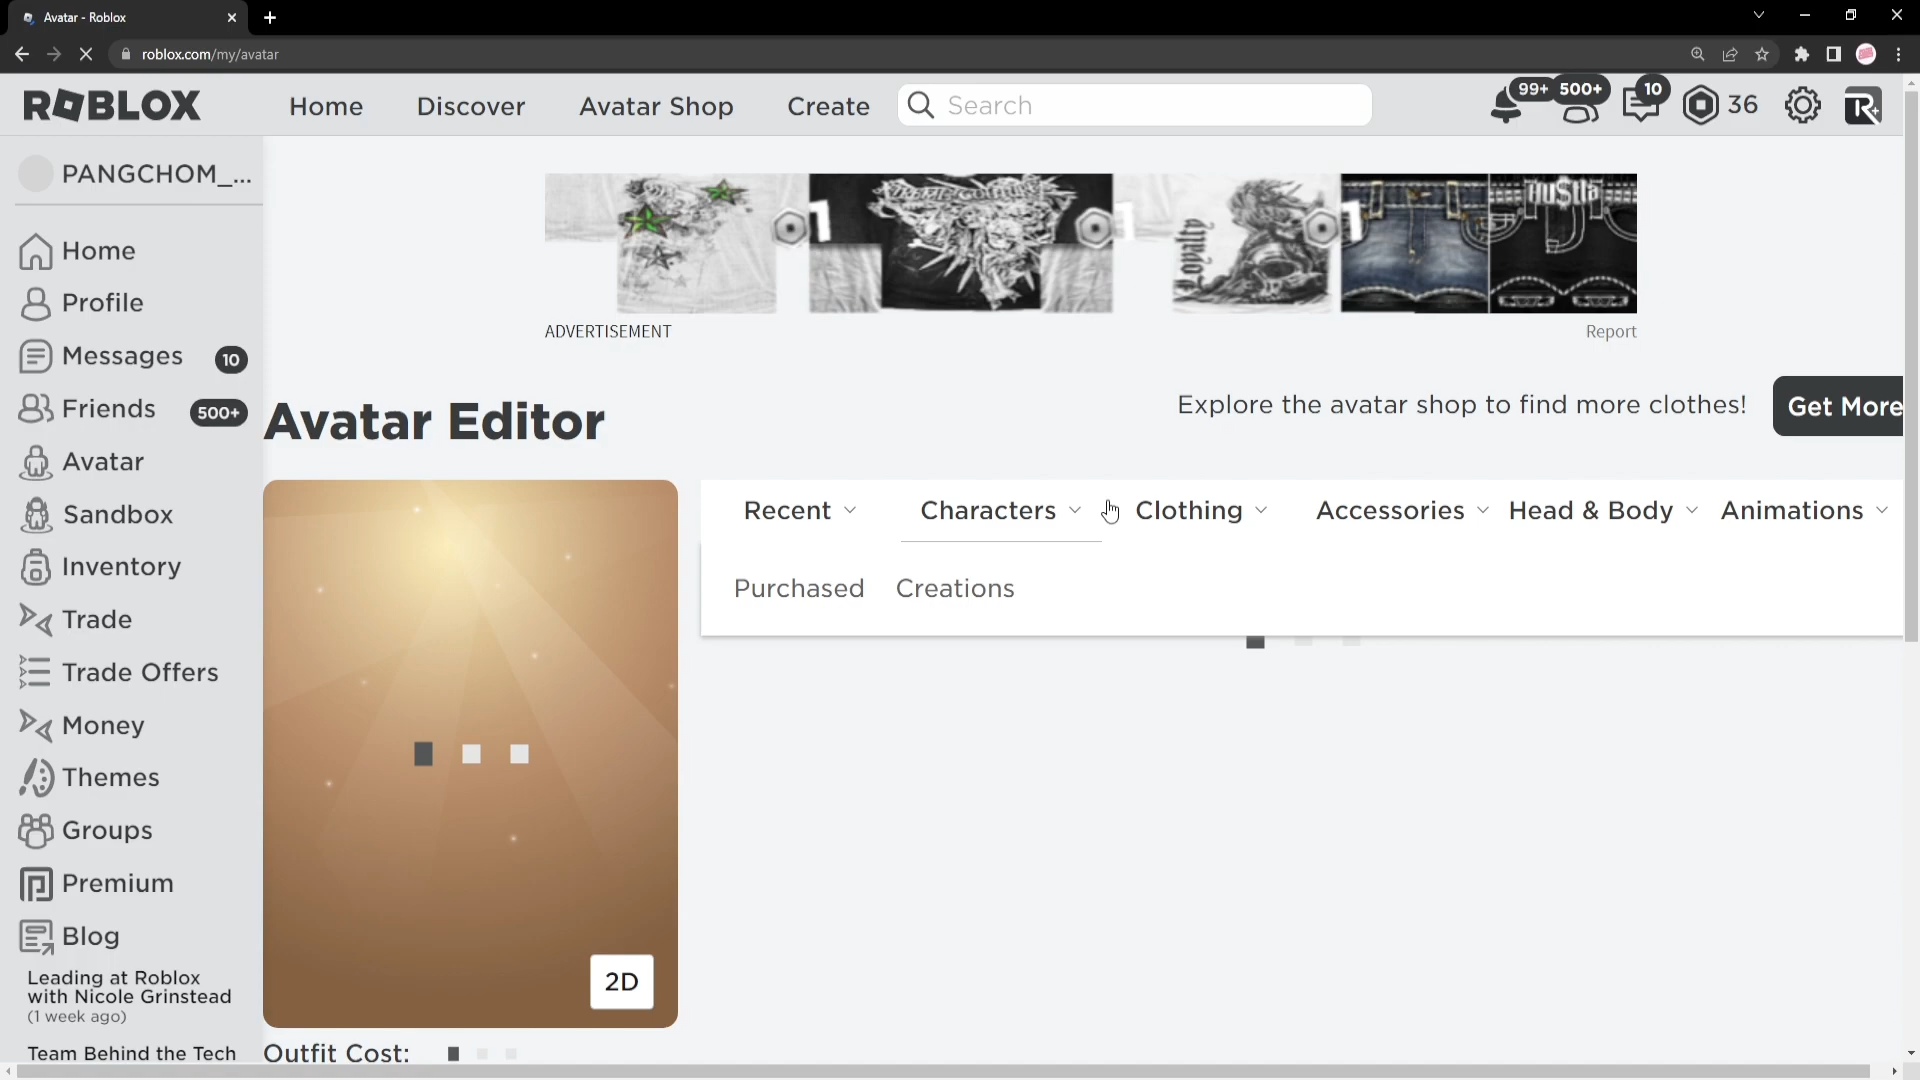 Avatar - Roblox
roblox.com/my/avatar
ROBLOX
Home Discover Avatar Shop Create Search 99+ 500+ 10 36
PANGCHOM_...
Home
Profile
Messages 10
Friends 500+
Avatar
Sandbox
Inventory
Trade
Trade Offers
Money
Themes
Groups
Premium
Blog
Leading at Roblox
with Nicole Grinstead
(1 week ago)
Team Behind the Tech
Loyalty
Hu$tla
ADVERTISEMENT Report
Avatar Editor
Explore the avatar shop to find more clothes! Get More
Recent Characters Clothing Accessories Head & Body Animations
Purchased Creations
2D
Outfit Cost: